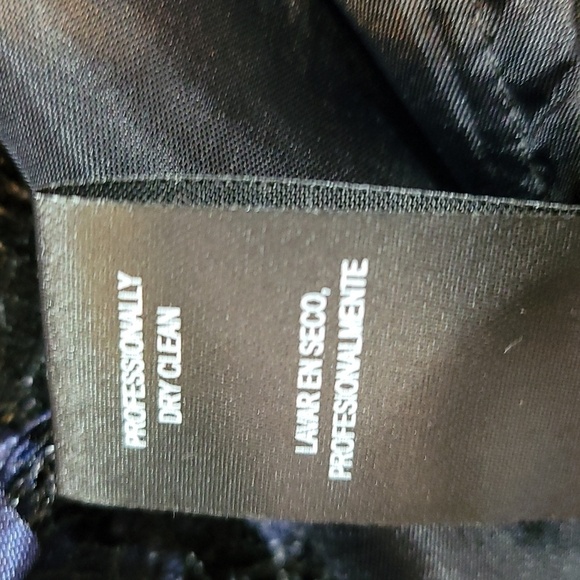 PROFESSIONALLY
DRY CLEAN
LAVAR EN SECO,
PROFESIONALMENTE